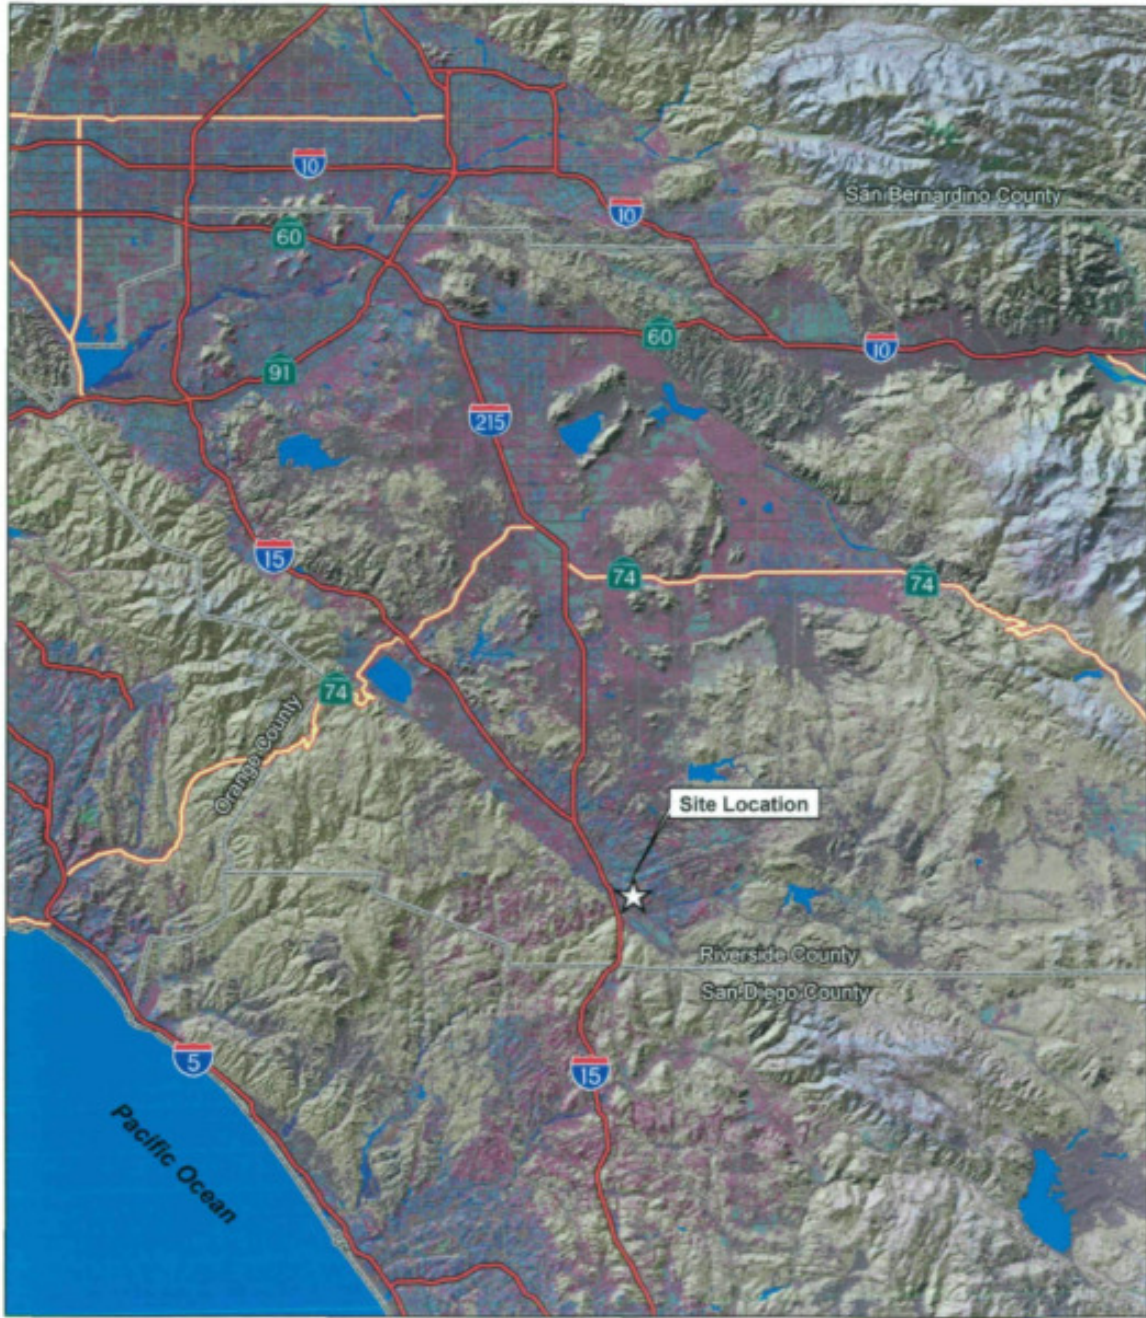 10
San Bernardino County
10
60
60
10
91
215
15
74
74
74
Orange County
Site Location
Riverside County
San Diego County
5
15
Pacific Ocean